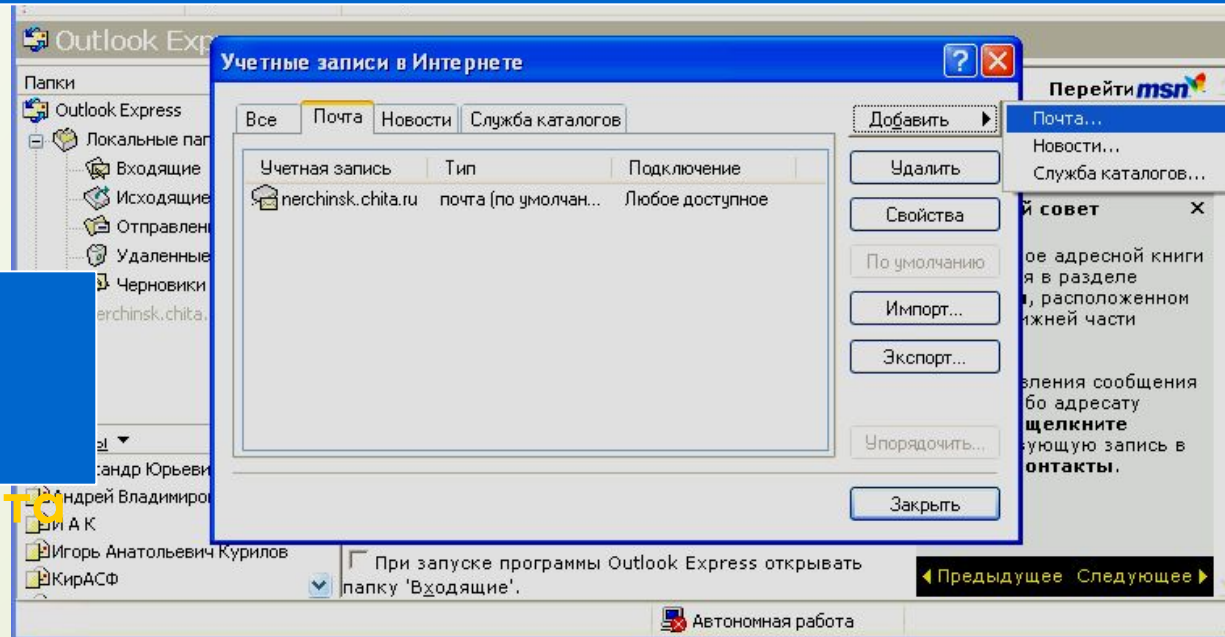 Outlook Exp
Папки
Outlook Express
Локальные пап
Входящие
Исходящие
Отправлен
Удаленные
Черновики
erchinsk.chita.
ы
сандр Юрьеви
Андрей Владимиро
та
И А К
Игорь Анатольевич Курилов
КирАСФ
Учетные записи в Интернете
Все Почта Новости Служба каталогов
Учетная запись Тип Подключение
nerchinsk.chita.ru почта (по умолчан... Любое доступное
Добавить
Удалить
Свойства
По умолчанию
Импорт...
Экспорт...
Упорядочить...
Закрыть
Перейти msn
Почта...
Новости...
Служба каталогов...
й совет
ое адресной книги
я в разделе
, расположенном
ижней части
вления сообщения
бо адресату
щелкните
вующую запись в
онтакты.
При запуске программы Outlook Express открывать
папку 'Входящие'.
Предыдущее Следующее
Автономная работа